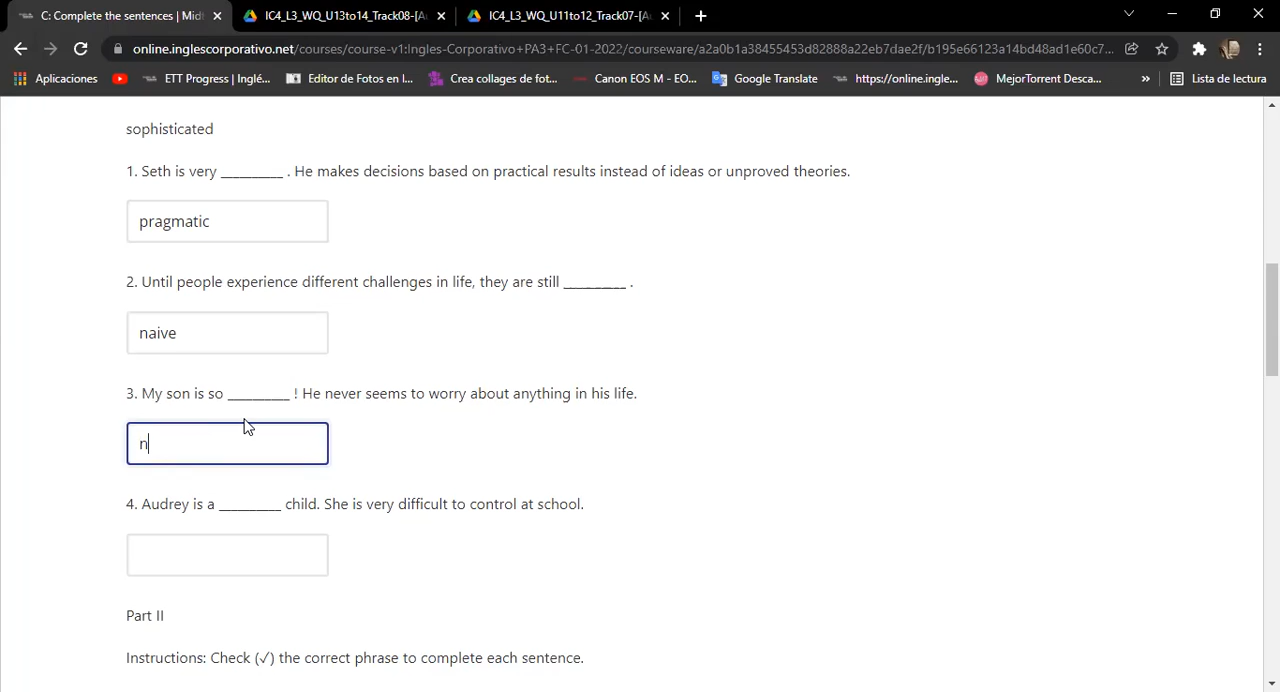 C: Complete the sentences | Midt
IC4_L3_WQ_U13to14_Track08-[A
IC4_L3_WQ_U11to12_Track07-[A
online.inglescorporativo.net/courses/course-v1:Ingles-Corporativo+PA3+FC-01-2022/courseware/a2a0b1a38455453d82888a22eb7dae2f/b195e66123a14bd48ad1e60c7...
Aplicaciones
ETT Progress | Inglé...
Editor de Fotos en l...
Crea collages de fot...
Canon EOS M - EO...
Google Translate
https://online.ingle...
MejorTorrent Desca...
»
Lista de lectura
sophisticated
1. Seth is very _________ . He makes decisions based on practical results instead of ideas or unproved theories.
pragmatic
2. Until people experience different challenges in life, they are still _________ .
naive
3. My son is so _________ ! He never seems to worry about anything in his life.
n
4. Audrey is a _________ child. She is very difficult to control at school.
Part II
Instructions: Check (✓) the correct phrase to complete each sentence.